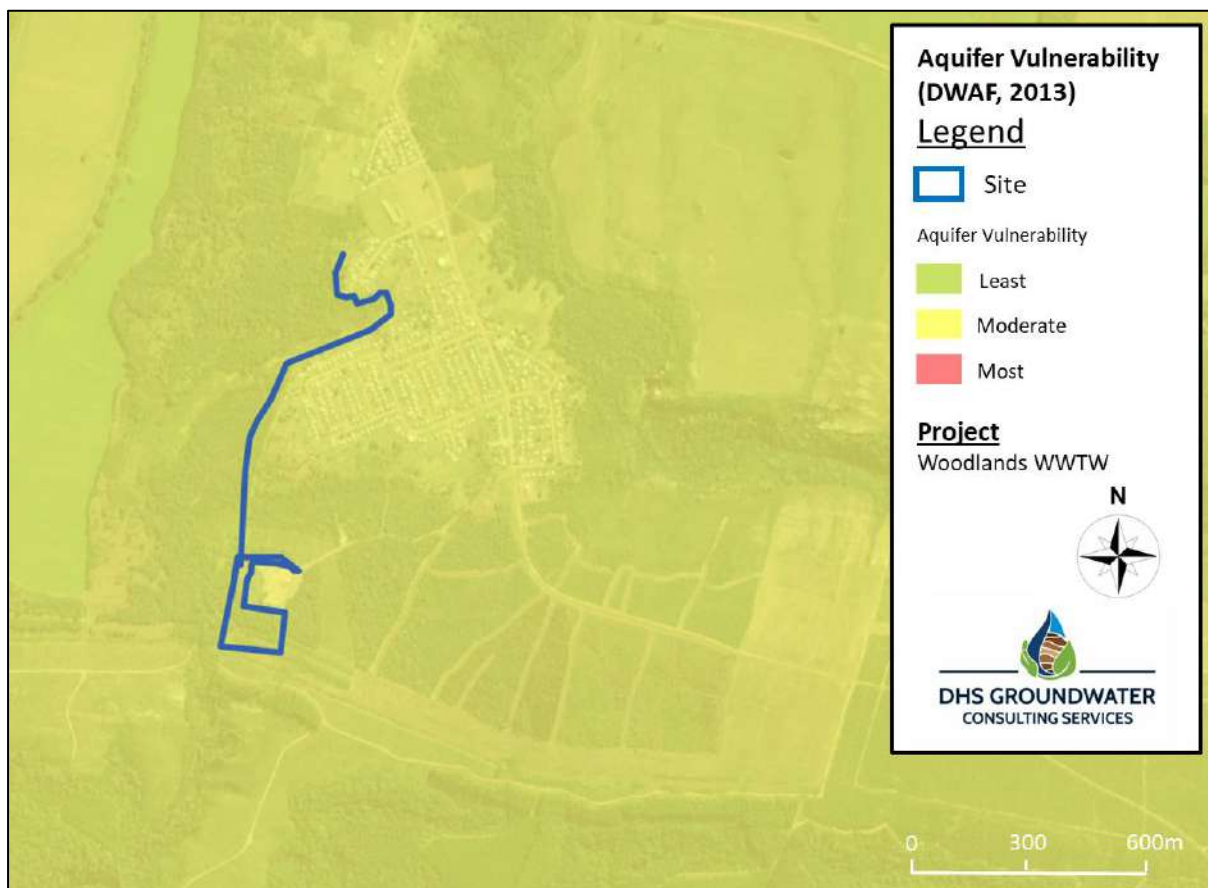 Aquifer Vulnerability
(DWAF, 2013)
Legend
Site
Aquifer Vulnerability
Least
Moderate
Most
Project
Woodlands WWTW
N
DHS GROUNDWATER
CONSULTING SERVICES
0 300 600m